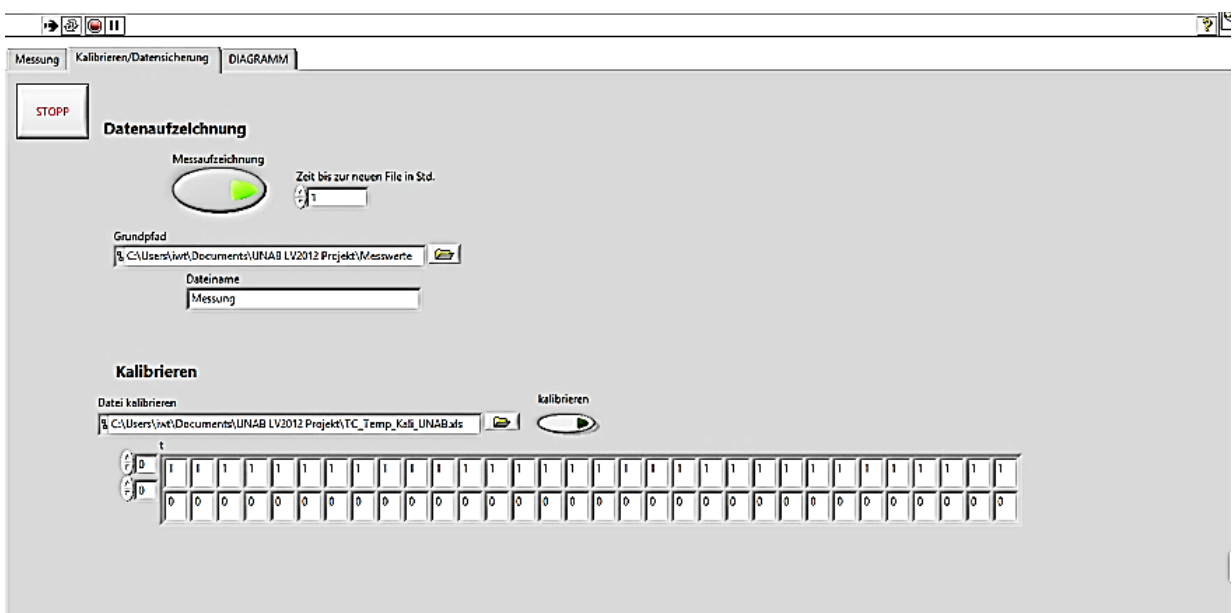 Messung Kalibrieren/Datensicherung DIAGRAMM
STOPP
Datenaufzeichnung
Messaufzeichnung
Zeit bis zur neuen File in Std.
1
Grundpfad
C:\Users\iwt\Documents\UNAB LV2012 Projekt\Messwerte
Dateiname
Messung
Kalibrieren
Datei kalibrieren kalibrieren
C:\Users\iwt\Documents\UNAB LV2012 Projekt\TC_Temp_Kali_UNAB.xls
t
0 1 1 1 1 1 1 1 1 1 1 1 1 1 1 1 1 1 1 1 1 1 1 1 1 1 1 1 1 1 1 1 1
0 0 0 0 0 0 0 0 0 0 0 0 0 0 0 0 0 0 0 0 0 0 0 0 0 0 0 0 0 0 0 0 0